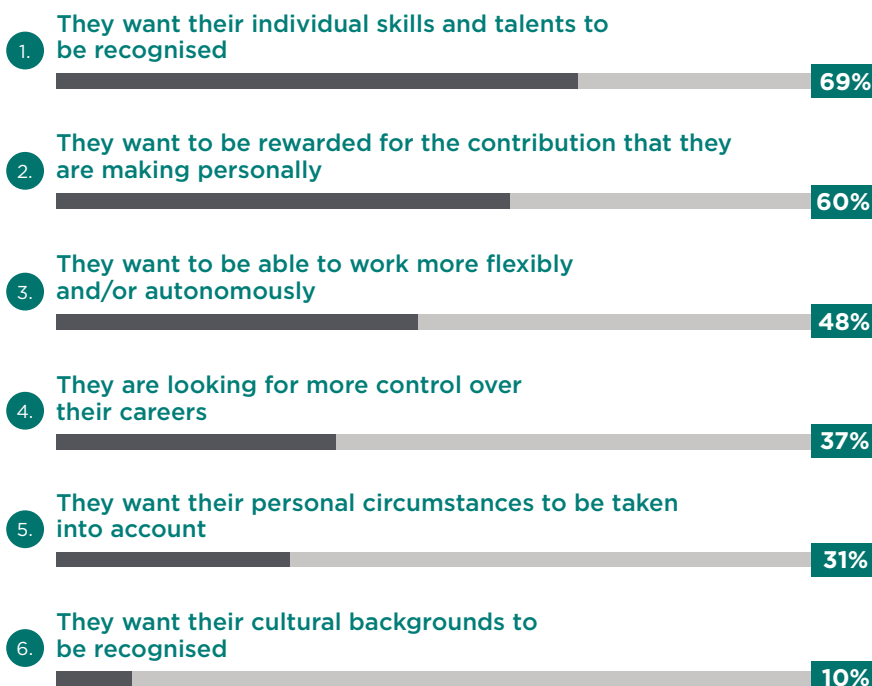 They want their individual skills and talents to
1. be recognised
69%
They want to be rewarded for the contribution that they
2. are making personally
60%
They want to be able to work more flexibly
3. and/or autonomously
48%
They are looking for more control over
4. their careers
37%
They want their personal circumstances to be taken
5. into account
31%
They want their cultural backgrounds to
6. be recognised
10%